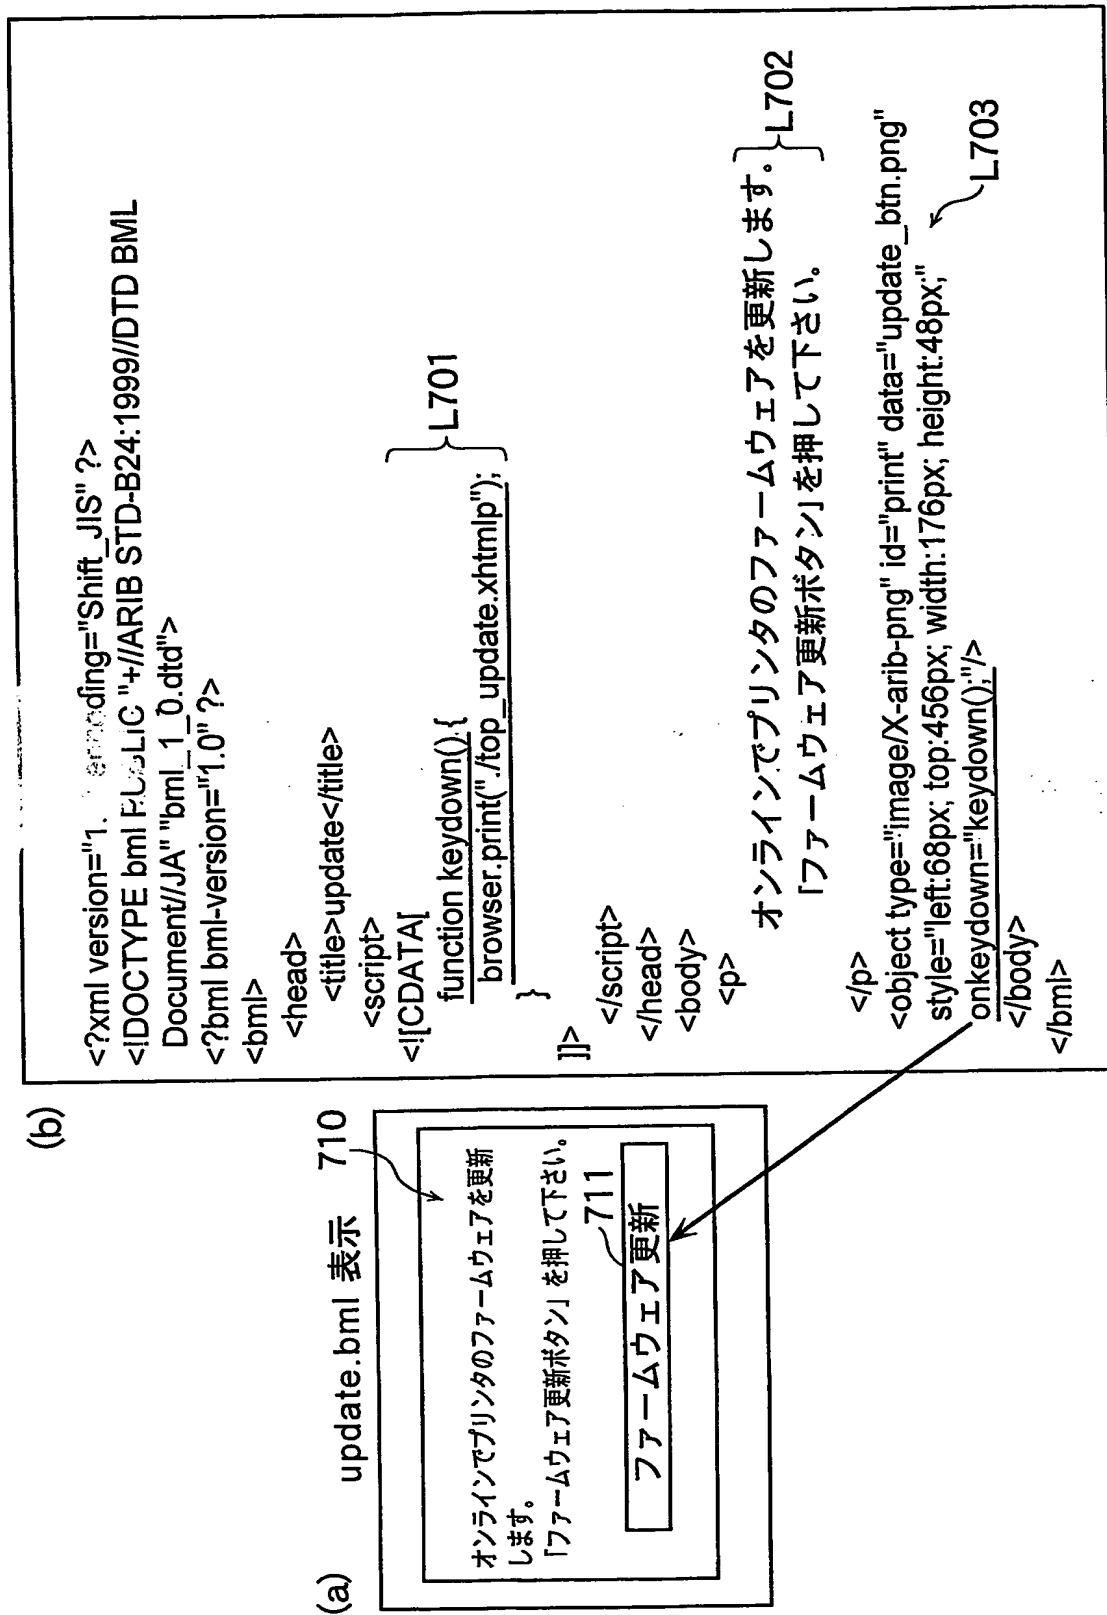 (a)
update.bml 表示
710
オンラインでプリンタのファームウェアを更新
します。
「ファームウェア更新ボタン」を押して下さい。
711
ファームウェア更新
(b)
<?xml version="1. encoding="Shift_JIS" ?>
<!DOCTYPE bml PUBLIC "+//ARIB STD-B24:1999//DTD BML
Document//JA" "bml_1_0.dtd">
<?bml bml-version="1.0" ?>
<bml>
<head>
<title>update</title>
<script>
<![CDATA[
function keydown() {
browser.print("./top_update.xhtmlp");
}
L701
]]>
</script>
</head>
<body>
<p>
オンラインでプリンタのファームウェアを更新します。
「ファームウェア更新ボタン」を押して下さい。
L702
</p>
<object type="image/X-arib-png" id="print" data="update_btn.png"
style="left:68px; top:456px; width:176px; height:48px;"
onkeydown="keydown();"/>
L703
</body>
</bml>